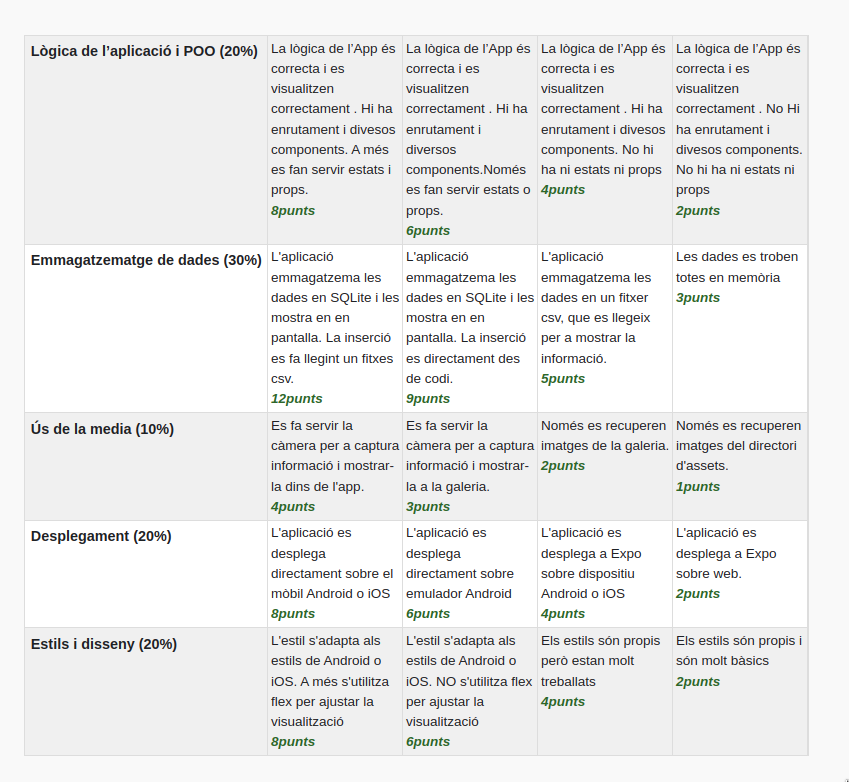 Lògica de l’aplicació i POO (20%)
La lògica de l’App és
correcta i es
visualitzen
correctament . Hi ha
enrutament i divesos
components. A més
es fan servir estats i
props.
8punts
La lògica de l’App és
correcta i es
visualitzen
correctament . Hi ha
enrutament i
diversos
components.Només
es fan servir estats o
props.
6punts
La lògica de l’App és
correcta i es
visualitzen
correctament . Hi ha
enrutament i divesos
components. No hi
ha ni estats ni props
4punts
La lògica de l’App és
correcta i es
visualitzen
correctament . No Hi
ha enrutament i
divesos components.
No hi ha ni estats ni
props
2punts
Emmagatzematge de dades (30%)
L'aplicació
emmagatzema les
dades en SQLite i les
mostra en en
pantalla. La inserció
es fa llegint un fitxes
csv.
12punts
L'aplicació
emmagatzema les
dades en SQLite i les
mostra en en
pantalla. La inserció
es directament des
de codi.
9punts
L'aplicació
emmagatzema les
dades en un fitxer
csv, que es llegeix
per a mostrar la
informació.
5punts
Les dades es troben
totes en memòria
3punts
Ús de la media (10%)
Es fa servir la
càmera per a captura
informació i mostrar-
la dins de l'app.
4punts
Es fa servir la
càmera per a captura
informació i mostrar-
la a la galeria.
3punts
Només es recuperen
imatges de la galeria.
2punts
Només es recuperen
imatges del directori
d'assets.
1punts
Desplegament (20%)
L'aplicació es
desplega
directament sobre el
mòbil Android o iOS
8punts
L'aplicació es
desplega
directament sobre
emulador Android
6punts
L'aplicació es
desplega a Expo
sobre dispositiu
Android o iOS
4punts
L'aplicació es
desplega a Expo
sobre web.
2punts
Estils i disseny (20%)
L'estil s'adapta als
estils de Android o
iOS. A més s'utilitza
flex per ajustar la
visualització
8punts
L'estil s'adapta als
estils de Android o
iOS. NO s'utilitza flex
per ajustar la
visualització
6punts
Els estils són propis
però estan molt
treballats
4punts
Els estils són propis i
són molt bàsics
2punts